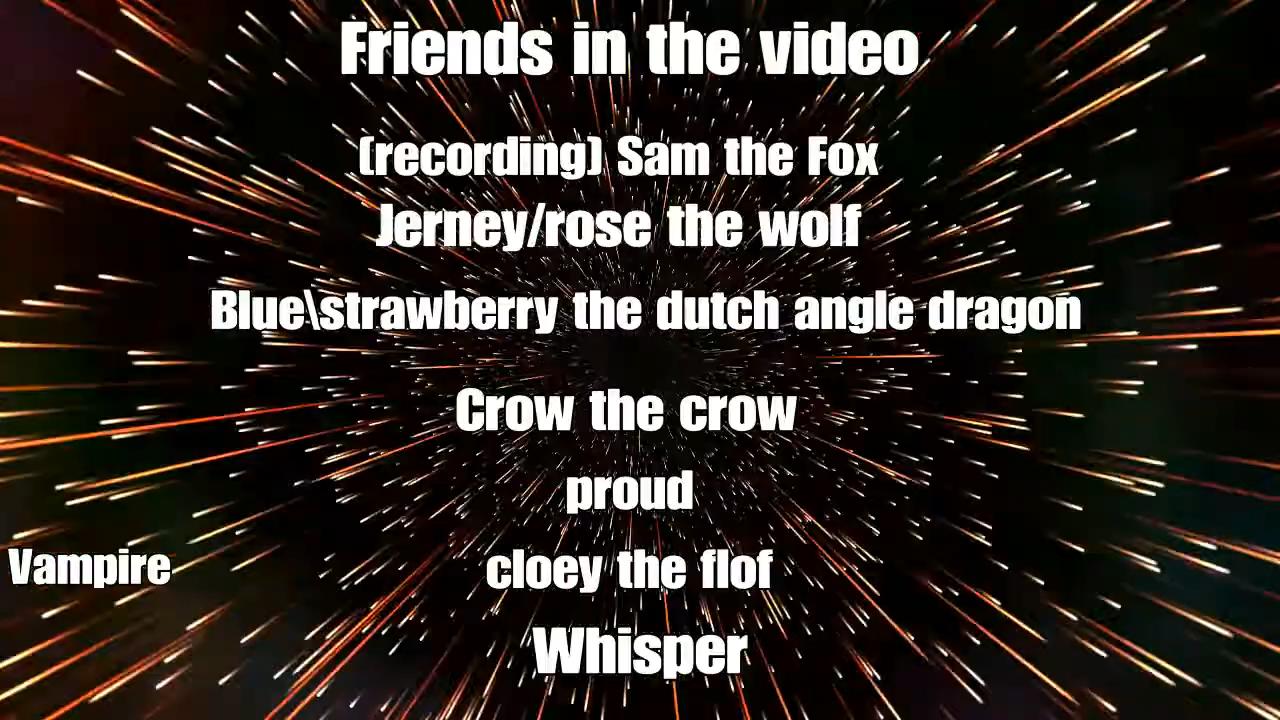 Friends in the video
(recording) Sam the Fox
Jerney/rose the wolf
Blue\strawberry the dutch angle dragon
Crow the crow
proud
Vampire
cloey the flof
Whisper